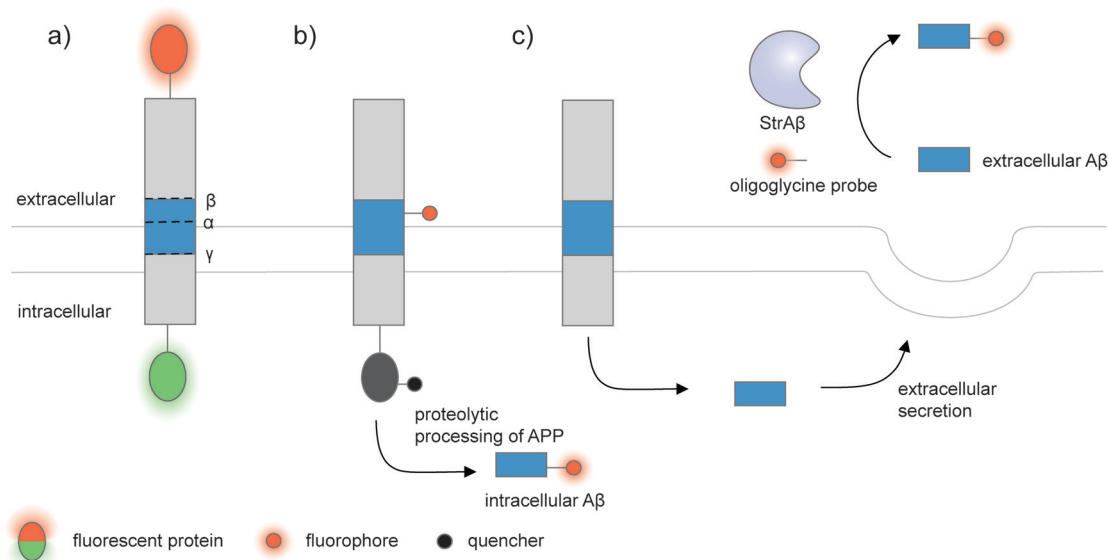 a)
b)
c)
StrAβ
oligoglycine probe
extracellular Aβ
extracellular
β
α
γ
intracellular
proteolytic
processing of APP
intracellular Aβ
extracellular
secretion
fluorescent protein
fluorophore
quencher